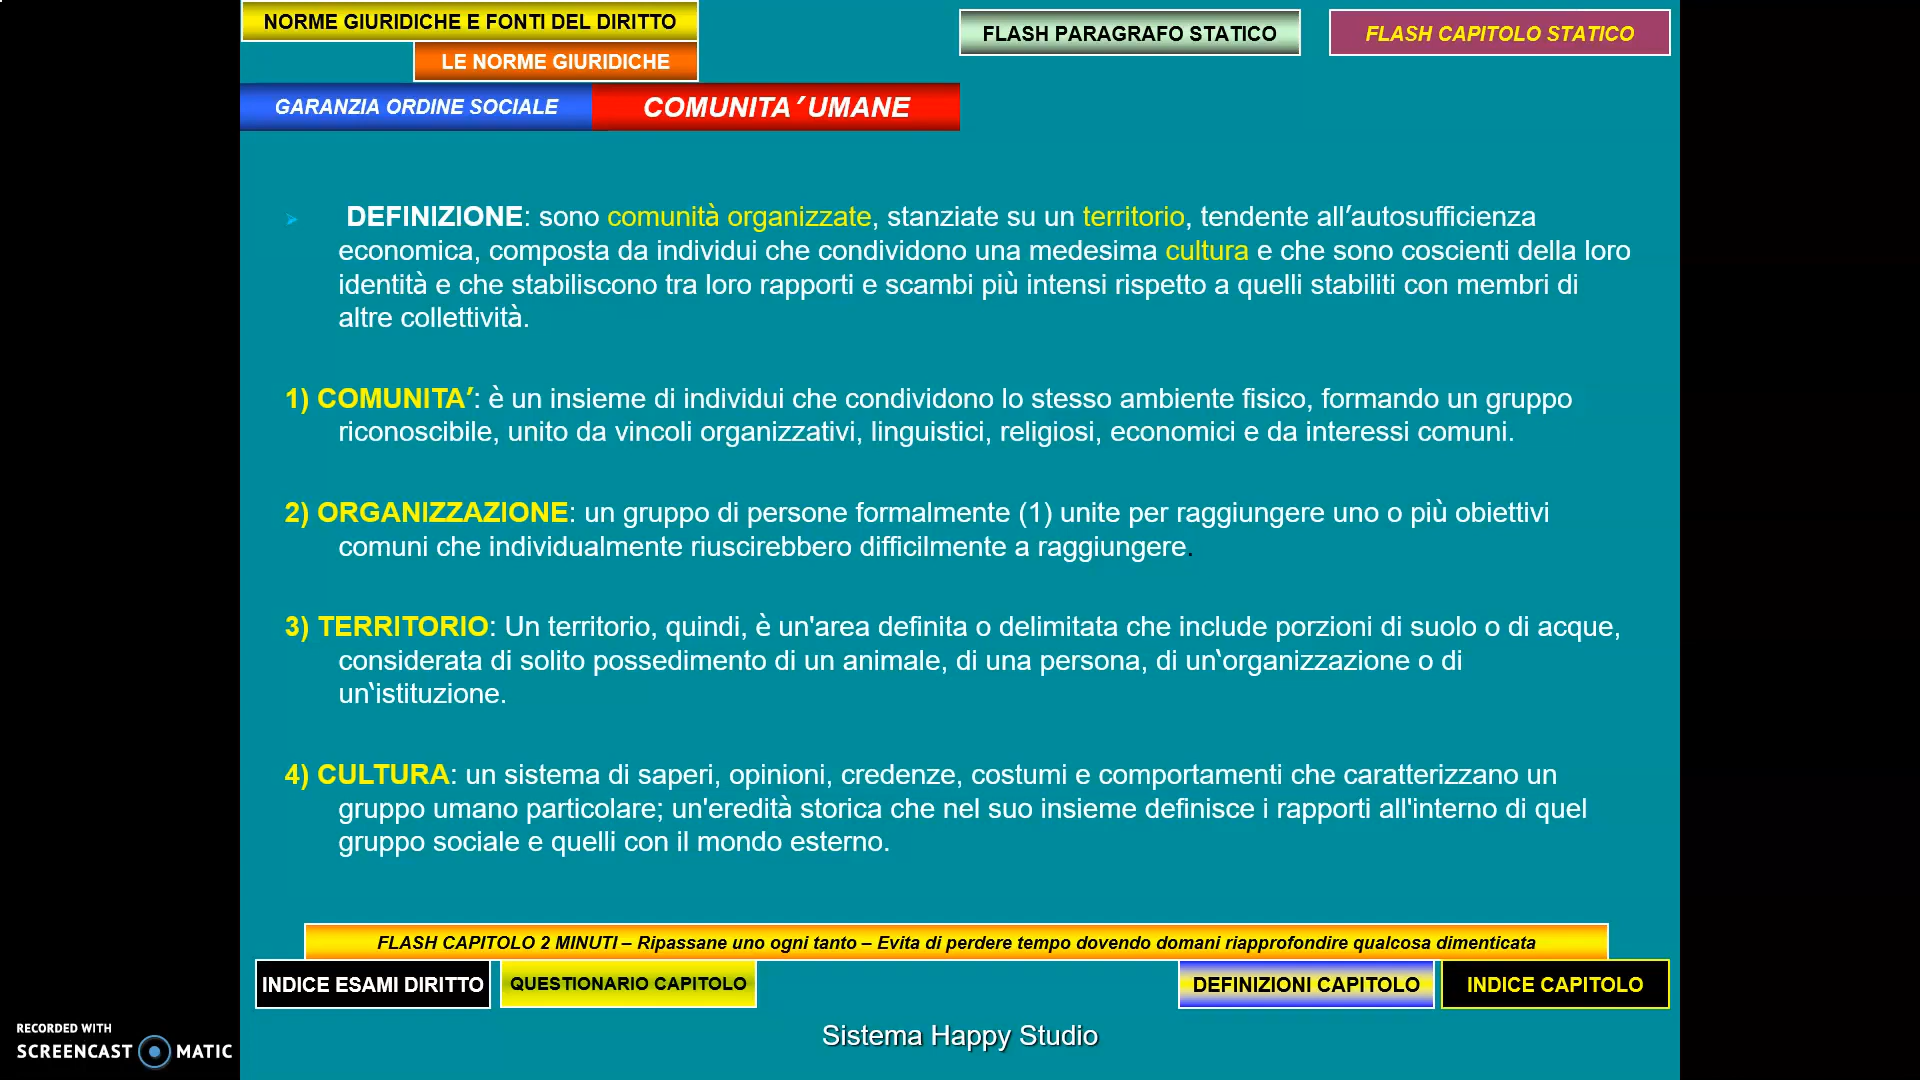 NORME GIURIDICHE E FONTI DEL DIRITTO
FLASH PARAGRAFO STATICO
FLASH CAPITOLO STATICO
LE NORME GIURIDICHE
GARANZIA ORDINE SOCIALE
COMUNITA´ UMANE
➢ DEFINIZIONE: sono comunità organizzate, stanziate su un territorio, tendente all’autosufficienza
economica, composta da individui che condividono una medesima cultura e che sono coscienti della loro
identità e che stabiliscono tra loro rapporti e scambi più intensi rispetto a quelli stabiliti con membri di
altre collettività.
1) COMUNITA’: è un insieme di individui che condividono lo stesso ambiente fisico, formando un gruppo
riconoscibile, unito da vincoli organizzativi, linguistici, religiosi, economici e da interessi comuni.
2) ORGANIZZAZIONE: un gruppo di persone formalmente (1) unite per raggiungere uno o più obiettivi
comuni che individualmente riuscirebbero difficilmente a raggiungere.
3) TERRITORIO: Un territorio, quindi, è un'area definita o delimitata che include porzioni di suolo o di acque,
considerata di solito possedimento di un animale, di una persona, di un‛organizzazione o di
un‛istituzione.
4) CULTURA: un sistema di saperi, opinioni, credenze, costumi e comportamenti che caratterizzano un
gruppo umano particolare; un'eredità storica che nel suo insieme definisce i rapporti all'interno di quel
gruppo sociale e quelli con il mondo esterno.
FLASH CAPITOLO 2 MINUTI – Ripassane uno ogni tanto – Evita di perdere tempo dovendo domani riapprofondire qualcosa dimenticata
INDICE ESAMI DIRITTO
QUESTIONARIO CAPITOLO
DEFINIZIONI CAPITOLO
INDICE CAPITOLO
Sistema Happy Studio
RECORDED WITH
SCREENCAST MATIC